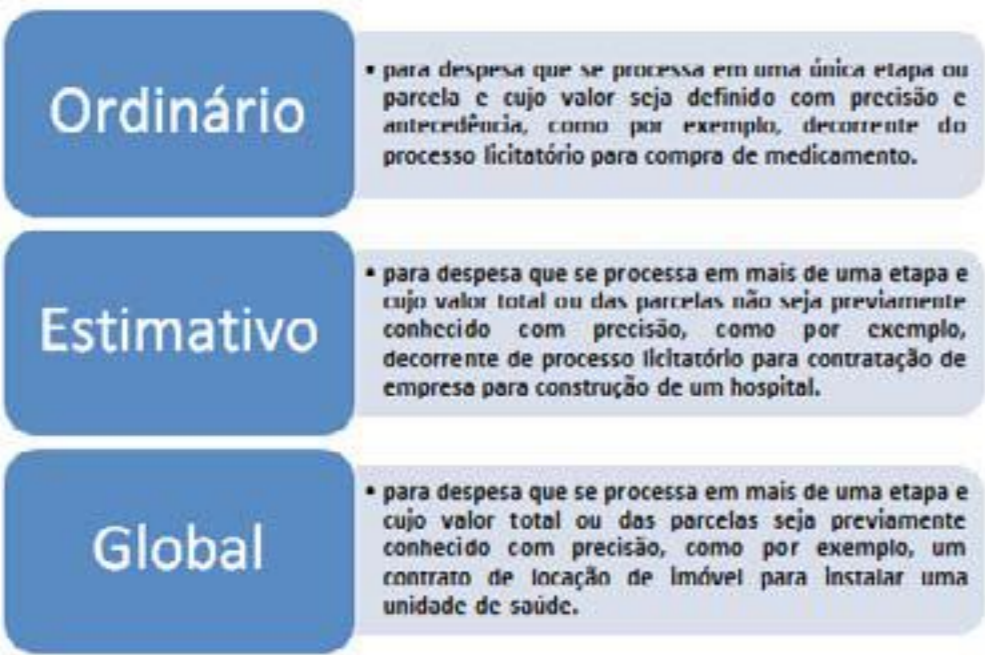 Ordinário
• para despesa que se processa em uma única etapa ou
parcela e cujo valor seja definido com precisão e
antecedência, como por exemplo, decorrente do
processo licitatório para compra de medicamento.
Estimativo
• para despesa que se processa em mais de uma etapa e
cujo valor total ou das parcelas não seja previamente
conhecido com precisão, como por exemplo,
decorrente de processo licitatório para contratação de
empresa para construção de um hospital.
Global
• para despesa que se processa em mais de uma etapa e
cujo valor total ou das parcelas seja previamente
conhecido com precisão, como por exemplo, um
contrato de locação de imóvel para instalar uma
unidade de saúde.